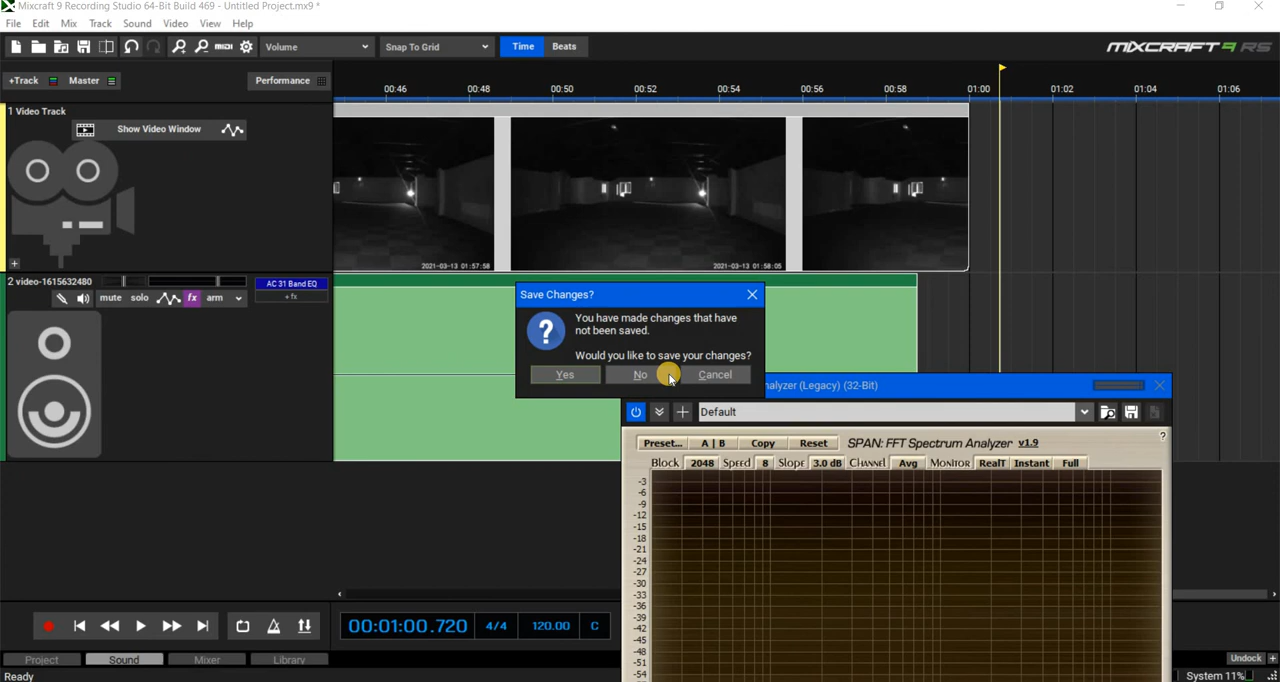 Mixcraft 9 Recording Studio 64-Bit Build 469 - Untitled Project.mx9 *
File Edit Mix Track Sound Video View Help
MIDI Volume Snap To Grid Time Beats MIXCRAFT 9 RS
+Track Master Performance
00:46 00:48 00:50 00:52 00:54 00:56 00:58 01:00 01:02 01:04 01:06
1 Video Track
Show Video Window
2021-03-13 01:57:58 2021-03-13 01:58:05
2 video-1615632480
AC 31 Band EQ
mute solo fx arm
+ fx
Save Changes?
You have made changes that have
not been saved.
Would you like to save your changes?
Yes No Cancel
nalyzer (Legacy) (32-Bit)
Default
Preset... A | B Copy Reset SPAN: FFT Spectrum Analyzer v1.9 ?
Block 2048 Speed 8 Slope 3.0 dB Channel Avg Monitor RealT Instant Full
-3
-6
-9
-12
-15
-18
-21
-24
-27
-30
-33
-36
-39
-42
-45
-48
-51
-54
00:01:00.720 4/4 120.00 C
Project Sound Mixer Library Undock +
Ready System 11%